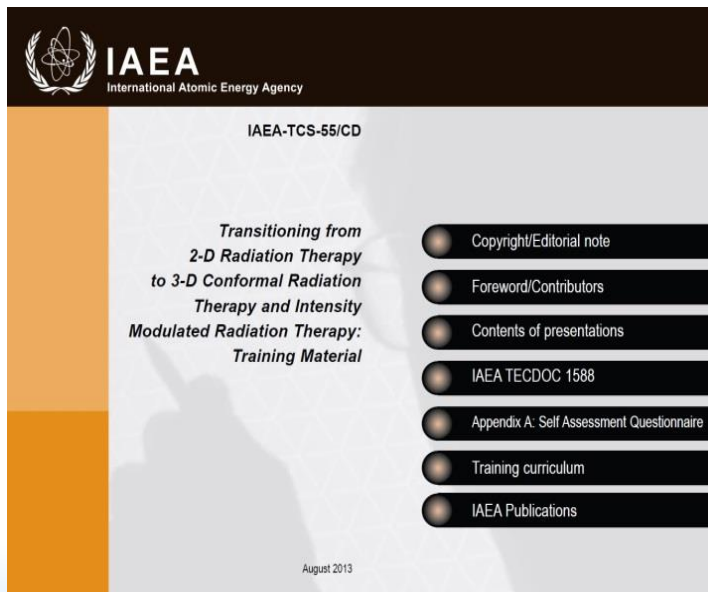 IAEA
International Atomic Energy Agency
IAEA-TCS-55/CD
Transitioning from
2-D Radiation Therapy
to 3-D Conformal Radiation
Therapy and Intensity
Modulated Radiation Therapy:
Training Material
Copyright/Editorial note
Foreword/Contributors
Contents of presentations
IAEA TECDOC 1588
Appendix A: Self Assessment Questionnaire
Training curriculum
IAEA Publications
August 2013